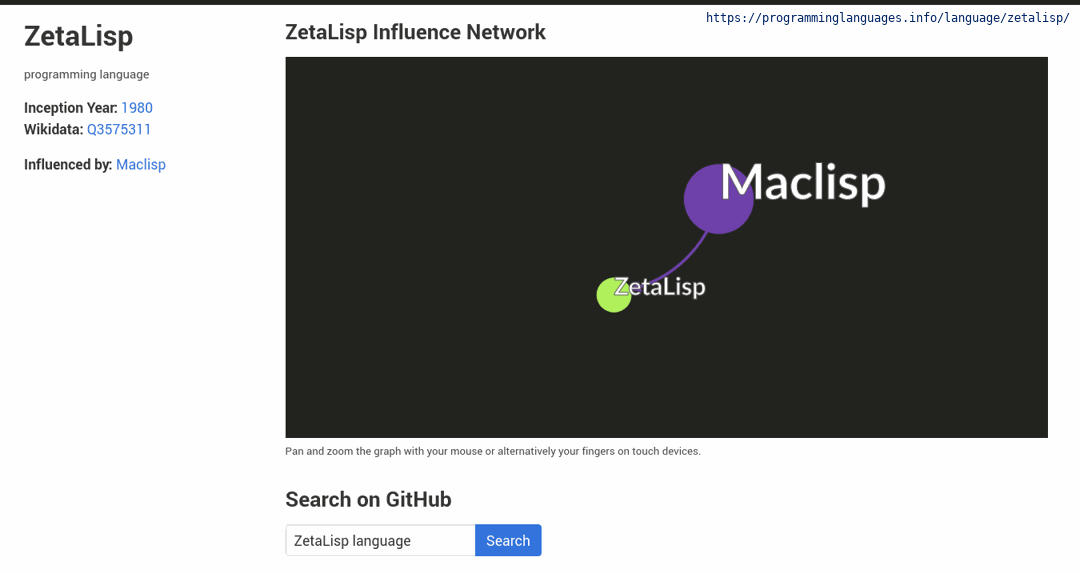 https://programminglanguages.info/language/zetalisp/
ZetaLisp
programming language
Inception Year: 1980
Wikidata: Q3575311
Influenced by: Maclisp
ZetaLisp Influence Network
Maclisp
ZetaLisp
Pan and zoom the graph with your mouse or alternatively your fingers on touch devices.
Search on GitHub
ZetaLisp language
Search